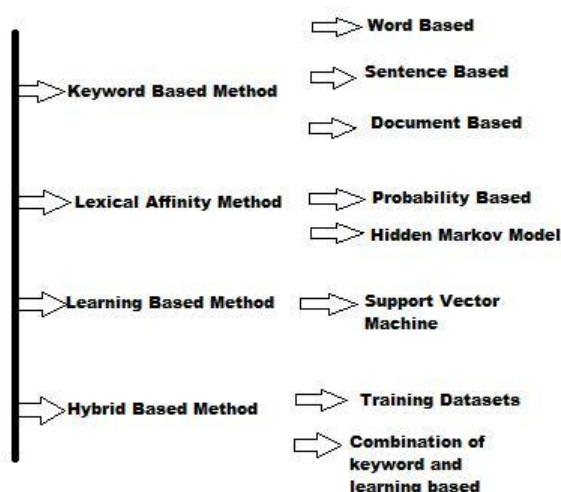 Word Based
Sentence Based
Keyword Based Method
Document Based
Lexical Affinity Method
Probability Based
Hidden Markov Model
Learning Based Method
Support Vector
Machine
Hybrid Based Method
Training Datasets
Combination of
keyword and
learning based